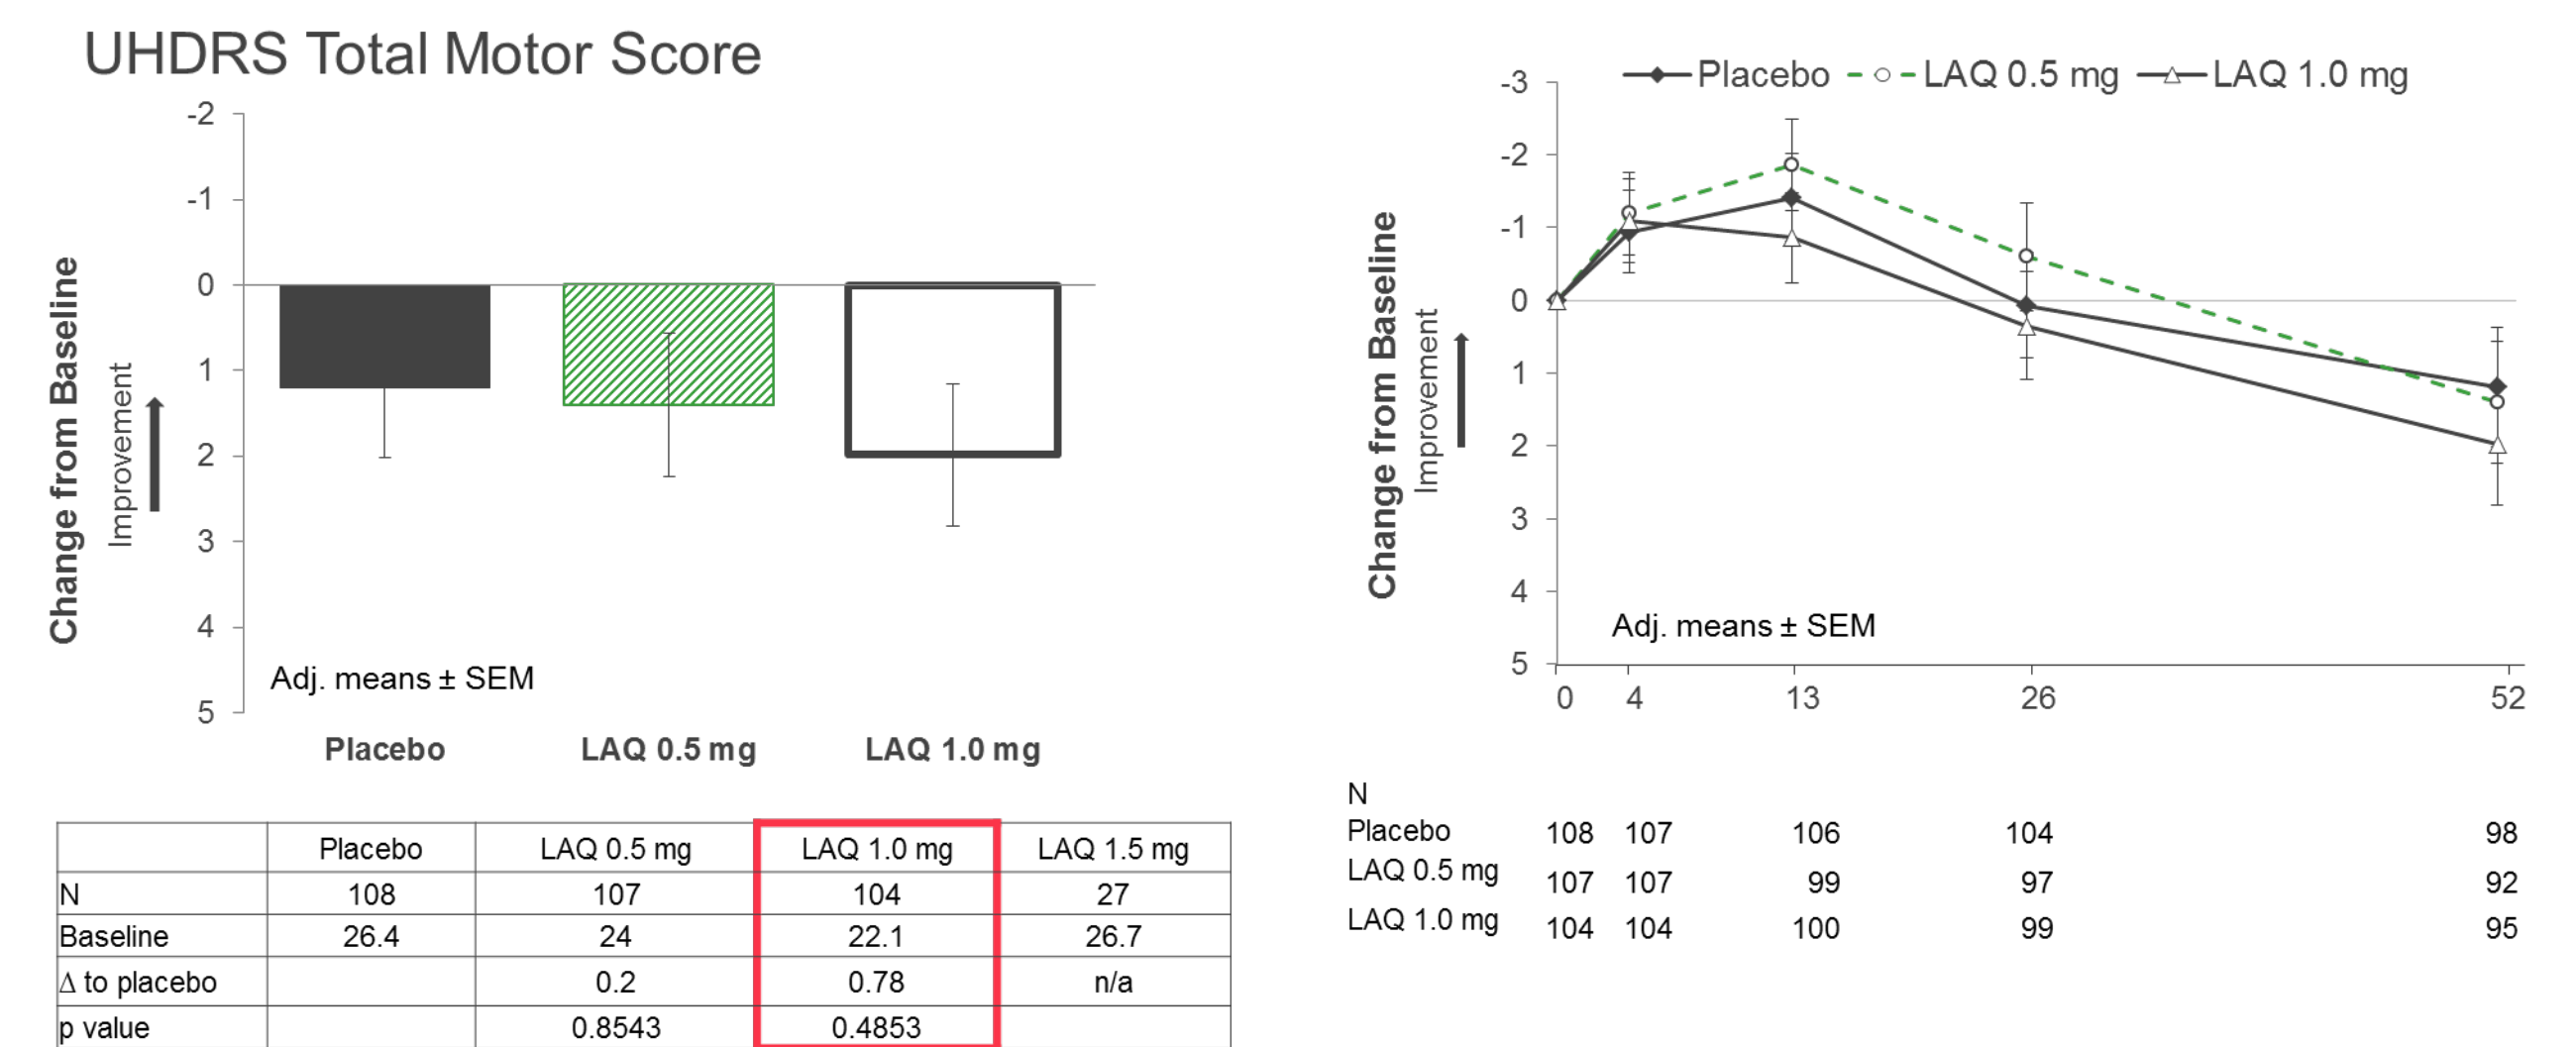 UHDRS Total Motor Score
-2
-1
0
1
2
3
4
5
Change from Baseline
Improvement
Adj. means ± SEM
Placebo LAQ 0.5 mg LAQ 1.0 mg
Placebo LAQ 0.5 mg LAQ 1.0 mg LAQ 1.5 mg
N 108 107 104 27
Baseline 26.4 24 22.1 26.7
Δ to placebo 0.2 0.78 n/a
p value 0.8543 0.4853
Placebo LAQ 0.5 mg LAQ 1.0 mg
-3
-2
-1
0
1
2
3
4
5
Change from Baseline
Improvement
Adj. means ± SEM
0 4 13 26 52
N
Placebo 108 107 106 104 98
LAQ 0.5 mg 107 107 99 97 92
LAQ 1.0 mg 104 104 100 99 95